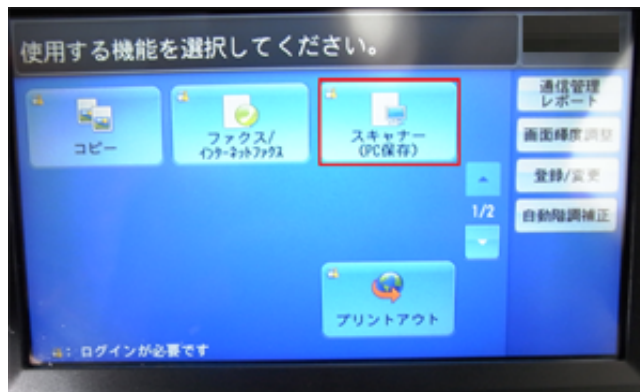 使用する機能を選択してください。
コピー
ファクス/
インターネットファクス
スキャナー
(PC保存)
通信管理
レポート
画面輝度調整
登録/変更
自動階調補正
1/2
プリントアウト
: ログインが必要です